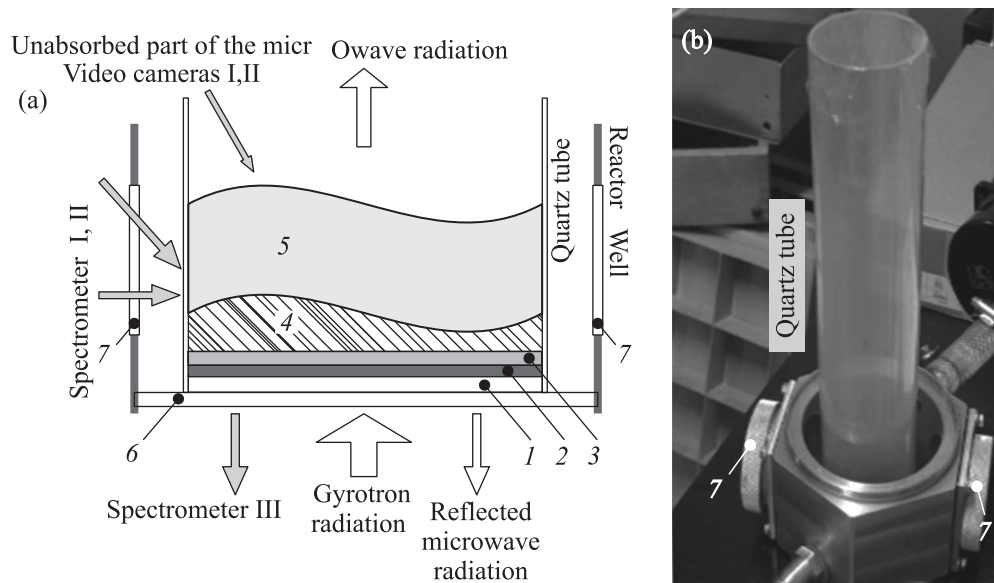 Unabsorbed part of the micr
Video cameras I,II
Owave radiation
(a)
Spectrometer I, II
5
4
Quartz tube
Reactor Well
7
7
6
1
2
3
Spectrometer III
Gyrotron
radiation
Reflected
microwave
radiation
(b)
Quartz tube
7
7